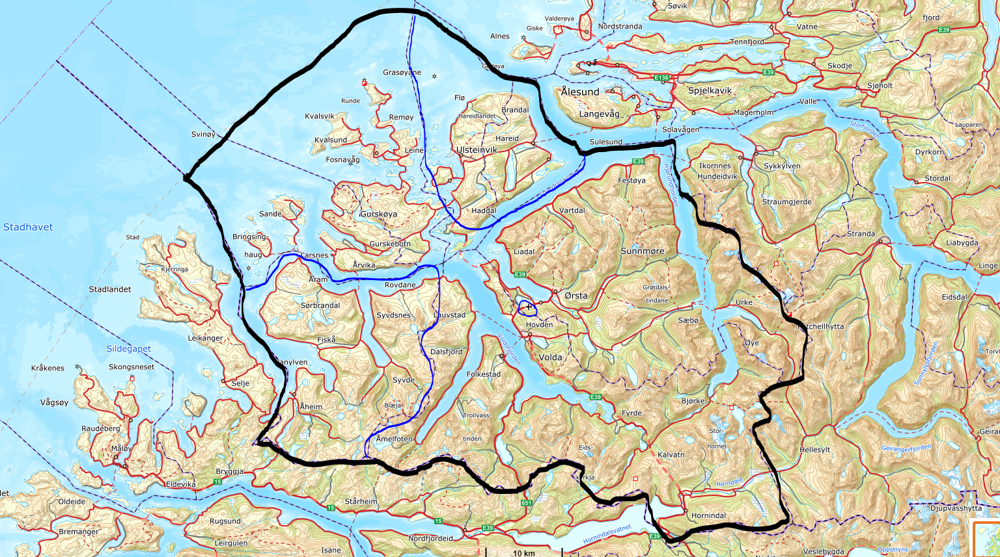 Søvik
Valderøya
Giske
Nordstranda
Vatne
fjord
E39
Alnes
Tennfjord
Skodje
Godøya
Grasøyane
E136
E39
Sjøholt
Spjelkavik
Ålesund
Valle
Runde
Flø
Brandal
Langevåg
Magerholm
Kvalsvik
Remøy
Hareidlandet
Storfjorden
Lauparen
Svinøy
Kvalsund
Hareid
Sulesund
Solavågen
Leine
Ulsteinvik
Dyrkorn
Fosnavåg
E39
Ikornnes
Sykkylven
Hundeidvik
Stordal
Festøya
Hjørundfjorden
Straumgjerde
Sande
Gurskøya
Haddal
Vartdal
Stadhavet
Stad
Bringsing-
haug
Gurskebotn
Stranda
Liabygda
Liadal
Sunnmøre
Larsnes
Årvika
Kjerringa
Linge
Åram
Rovdane
E39
Stadlandet
Grøtdals-
tindane
Ørsta
Eidsdal
Sørbrandal
Urke
Syvdsnes
Lauvstad
Sæbø
Hovden
Patchellhytta
Leikanger
Fiskå
Voldsfjorden
Øye
Sildegapet
Dalsfjord
Volda
Vanylven
Sunnylvsfjorden
Kråkenes
Skongsneset
Folkestad
Syvde
Selje
E39
Vågsøy
Åheim
Blæja
Bjørke
Trollvass-
tinden
Fyrde
Raudeberg
Åmelfoten
Stor-
hornet
Måløy
Eids-
kyrkja
Kalvatn
Hellesylt
Geirangerfjorden
Bryggja
Eldevika
15
Horndøla
Oldeide
Stårheim
651
15
Djupvasshytta
Hornindal
Rugsund
15
E39
Bremanger
Nordfjordeid
Hornindalsvatnet
E39
Leirgulen
Isane
10 km
Veslebygda
Oppstryns-